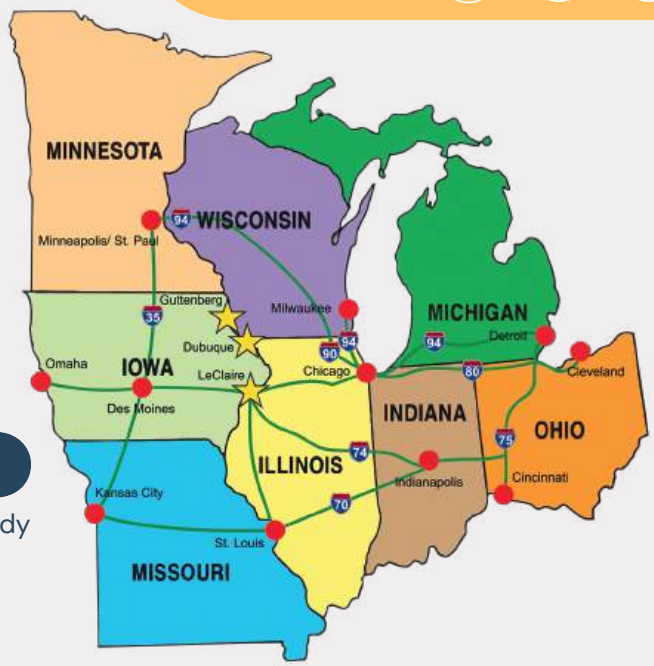 MINNESOTA
94
WISCONSIN
Minneapolis/ St. Paul
Guttenberg
Milwaukee
MICHIGAN
35
Dubuque
94
94
Detroit
90
Omaha
IOWA
LeClaire
Chicago
80
Cleveland
Des Moines
INDIANA
OHIO
75
74
ILLINOIS
Indianapolis
Cincinnati
Kansas City
70
dy
St. Louis
MISSOURI